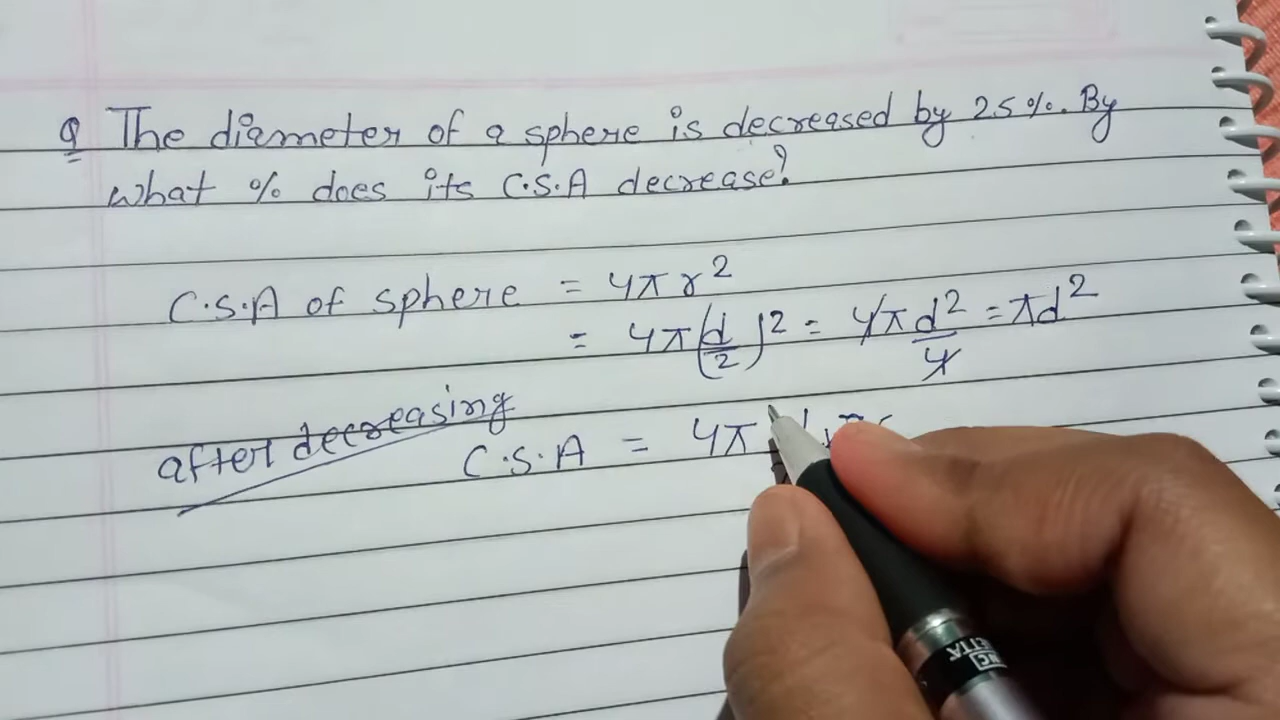 Q The diameter of a sphere is decreased by 25%. By
what % does its C.S.A decrease?
C.S.A of sphere = 4πr²
= 4π(d/2)² = 4πd²/4 = πd²
after decreasing
C.S.A = 4π